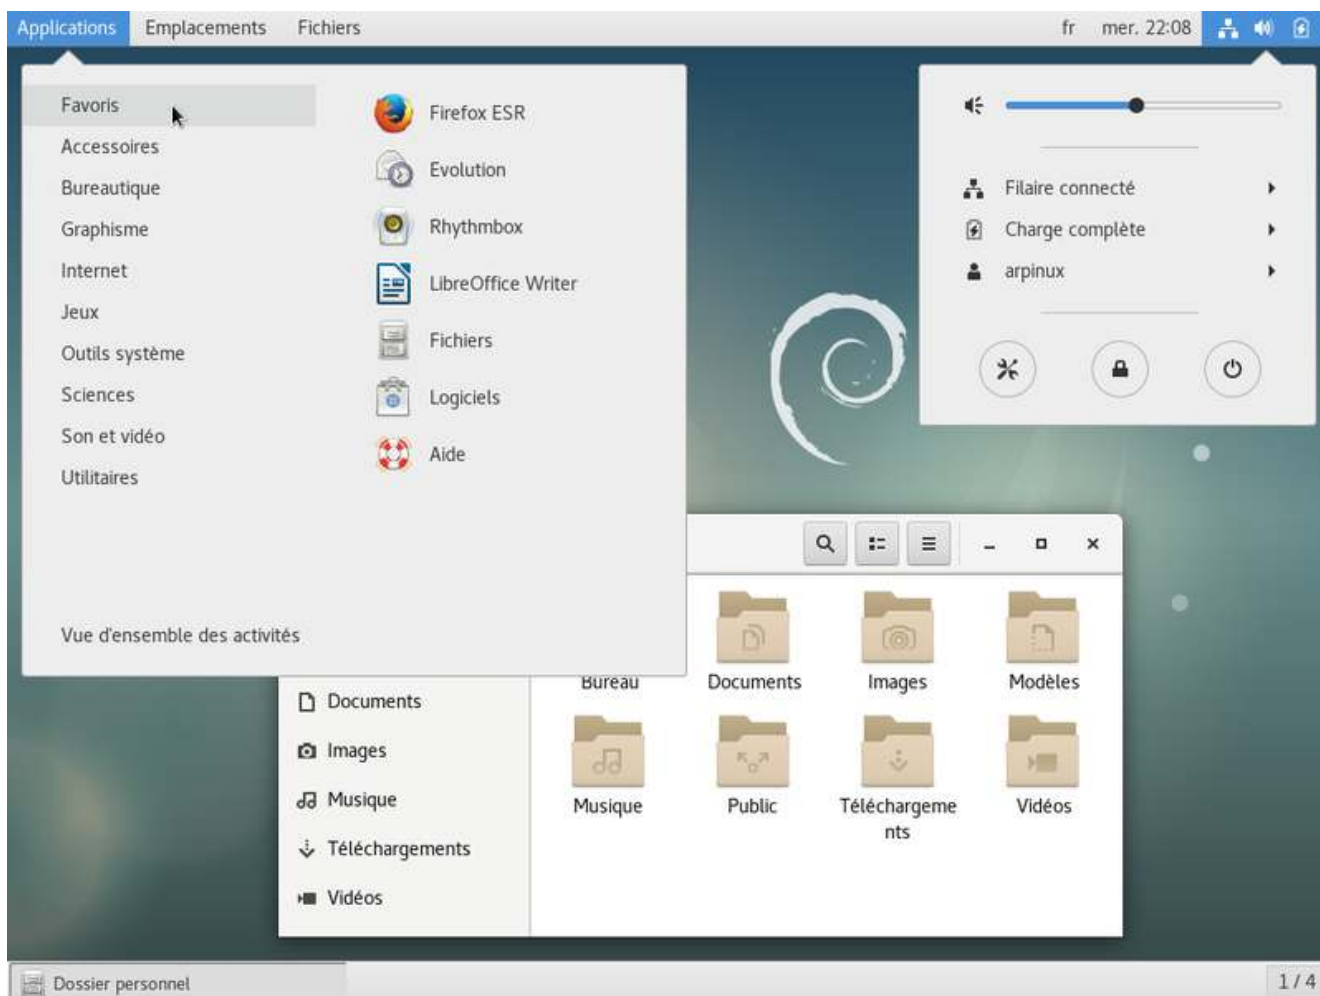 Applications Emplacements Fichiers fr mer. 22:08
Favoris
Accessoires
Bureautique
Graphisme
Internet
Jeux
Outils système
Sciences
Son et vidéo
Utilitaires
Vue d'ensemble des activités
Firefox ESR
Evolution
Rhythmbox
LibreOffice Writer
Fichiers
Logiciels
Aide
Filaire connecté
Charge complète
arpinux
Documents
Images
Musique
Téléchargements
Vidéos
Bureau Documents Images Modèles
Musique Public Téléchargeme
nts Vidéos
Dossier personnel 1 / 4